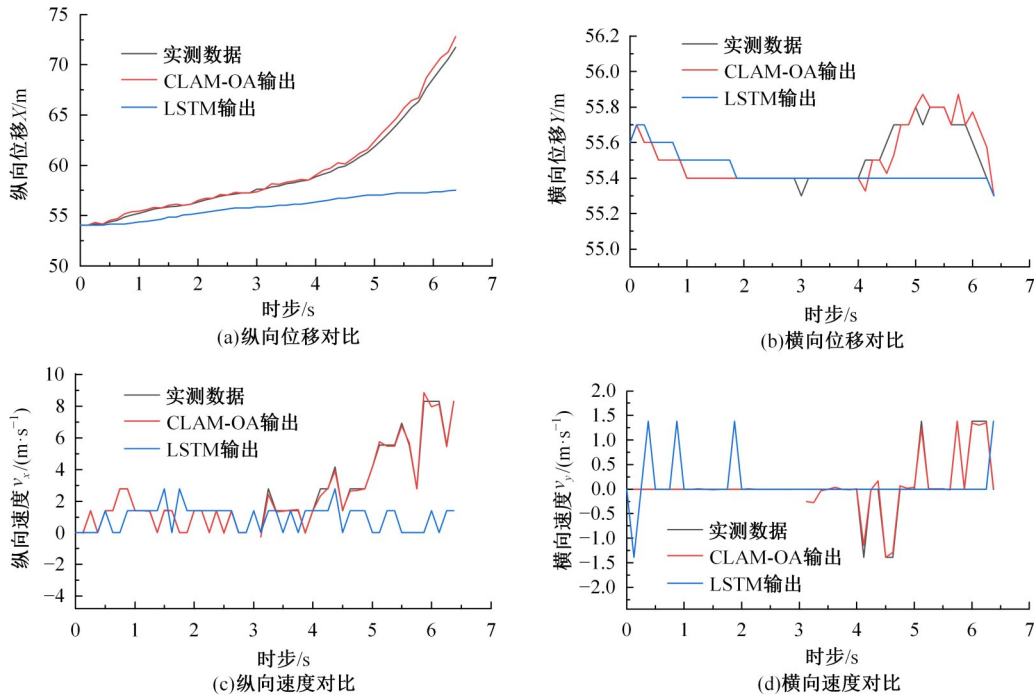 75
70
65
60
55
50
纵向位移X/m
实测数据
CLAM-OA输出
LSTM输出
0 1 2 3 4 5 6 7
时步/s
(a)纵向位移对比
56.2
56.0
55.8
55.6
55.4
55.2
55.0
横向位移Y/m
实测数据
CLAM-OA输出
LSTM输出
0 1 2 3 4 5 6 7
时步/s
(b)横向位移对比
10
8
6
4
2
0
−2
−4
纵向速度vx/(m·s−1)
实测数据
CLAM-OA输出
LSTM输出
0 1 2 3 4 5 6 7
时步/s
(c)纵向速度对比
2.0
1.5
1.0
0.5
0.0
−0.5
−1.0
−1.5
−2.0
横向速度vy/(m·s−1)
实测数据
CLAM-OA输出
LSTM输出
0 1 2 3 4 5 6 7
时步/s
(d)横向速度对比